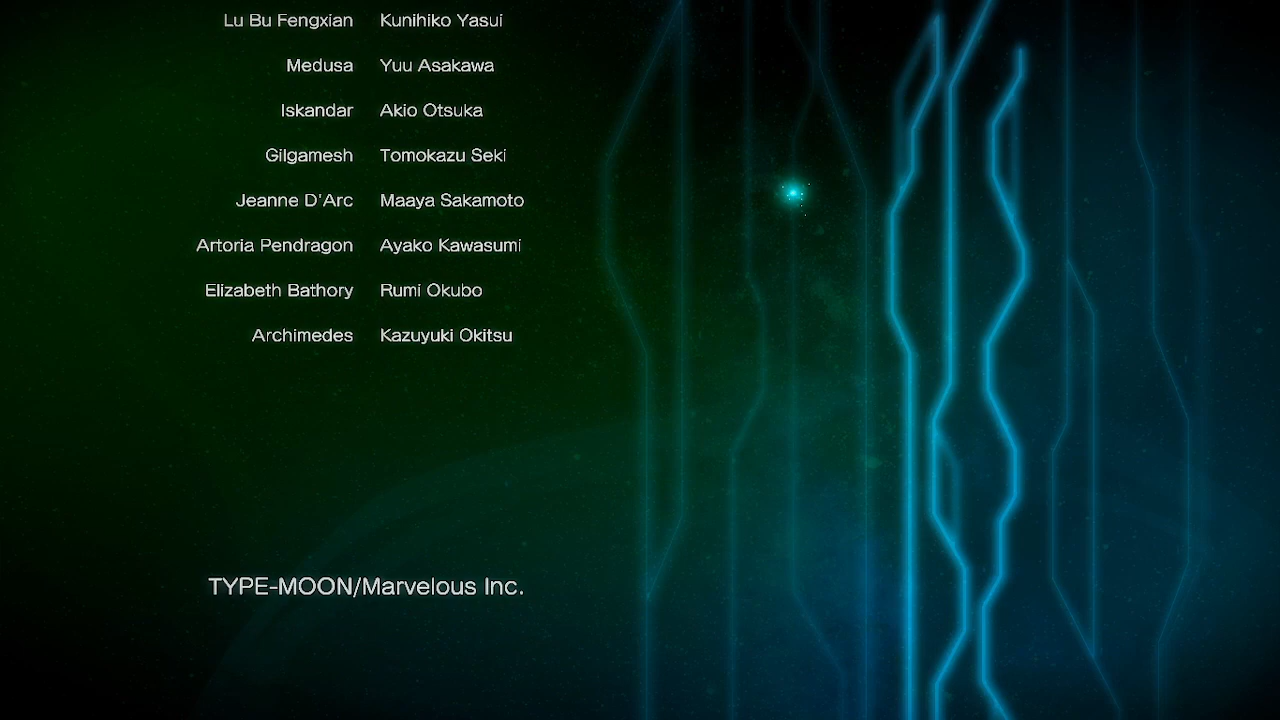 Lu Bu Fengxian Kunihiko Yasui
Medusa Yuu Asakawa
Iskandar Akio Otsuka
Gilgamesh Tomokazu Seki
Jeanne D'Arc Maaya Sakamoto
Artoria Pendragon Ayako Kawasumi
Elizabeth Bathory Rumi Okubo
Archimedes Kazuyuki Okitsu
TYPE-MOON/Marvelous Inc.